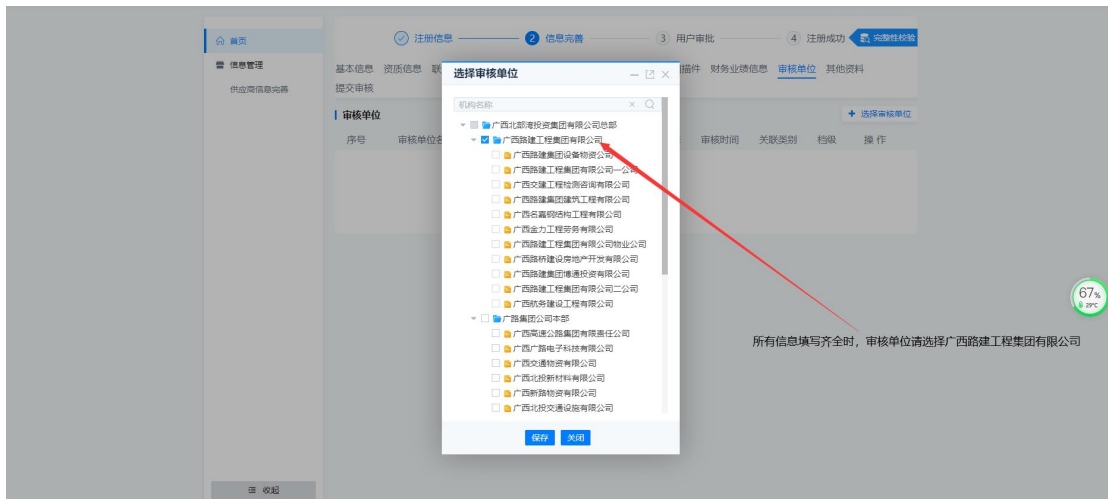 首页
注册信息
2 信息完善
3 用户审批
4 注册成功
完整性校验
信息管理
供应商信息完善
基本信息 资质信息 联
描件 财务业绩信息 审核单位 其他资料
提交审核
选择审核单位
审核单位
+ 选择审核单位
机构名称
序号 审核单位名
审核时间 关联类别 档级 操 作
广西北部湾投资集团有限公司总部
广西路建工程集团有限公司
广西路建集团设备物资公司
广西路建工程集团有限公司一公司
广西交建工程检测咨询有限公司
广西路建集团建筑工程有限公司
广西名嘉钢结构工程有限公司
广西金力工程劳务有限公司
广西路建工程集团有限公司物业公司
广西路桥建设房地产开发有限公司
广西路建集团博通投资有限公司
广西路建工程集团有限公司二公司
广西航务建设工程有限公司
广路集团公司本部
广西高速公路集团有限责任公司
广西广路电子科技有限公司
广西交通物资有限公司
广西北投新材料有限公司
广西新路物资有限公司
广西北投交通设施有限公司
保存 关闭
67%
29℃
所有信息填写齐全时，审核单位请选择广西路建工程集团有限公司
收起